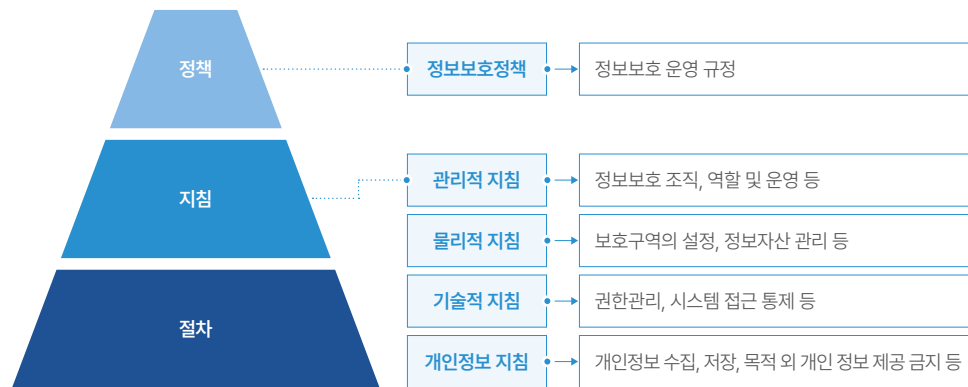 정책
정보보호정책
정보보호 운영 규정
지침
관리적 지침
정보보호 조직, 역할 및 운영 등
물리적 지침
보호구역의 설정, 정보자산 관리 등
기술적 지침
권한관리, 시스템 접근 통제 등
절차
개인정보 지침
개인정보 수집, 저장, 목적 외 개인 정보 제공 금지 등